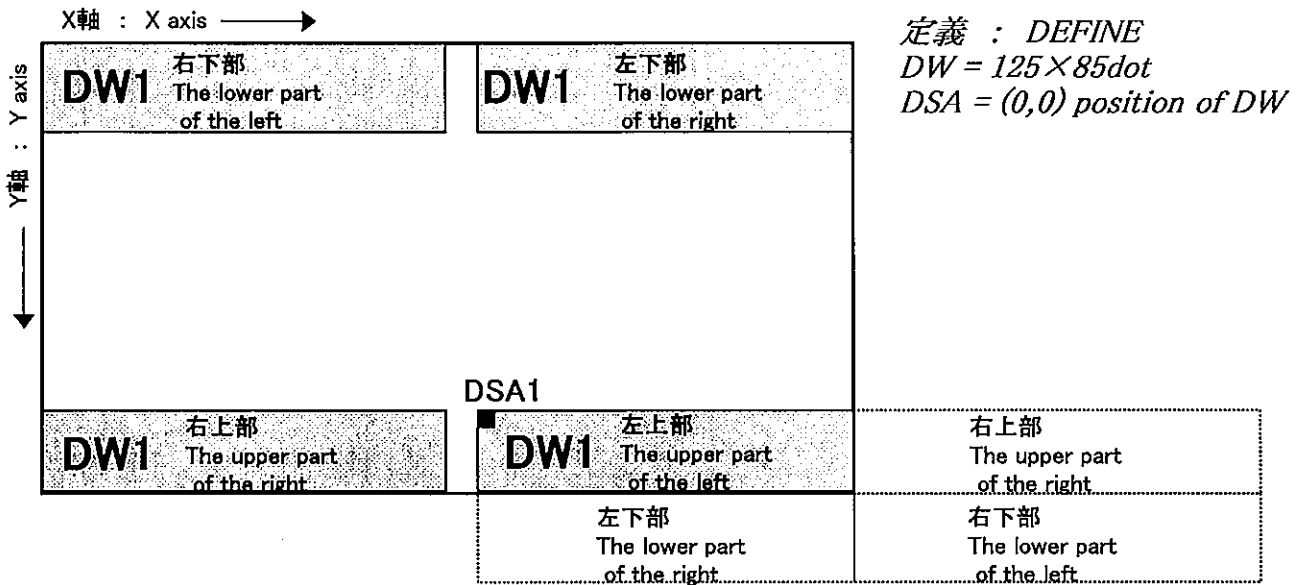 X軸 : X axis
Y軸 : Y axis
定義 : DEFINE
DW = 125×85dot
DSA = (0,0) position of DW
DW1
右下部
The lower part
of the left
DW1
左下部
The lower part
of the right
DSA1
DW1
右上部
The upper part
of the right
DW1
左上部
The upper part
of the left
右上部
The upper part
of the right
左下部
The lower part
of the right
右下部
The lower part
of the left